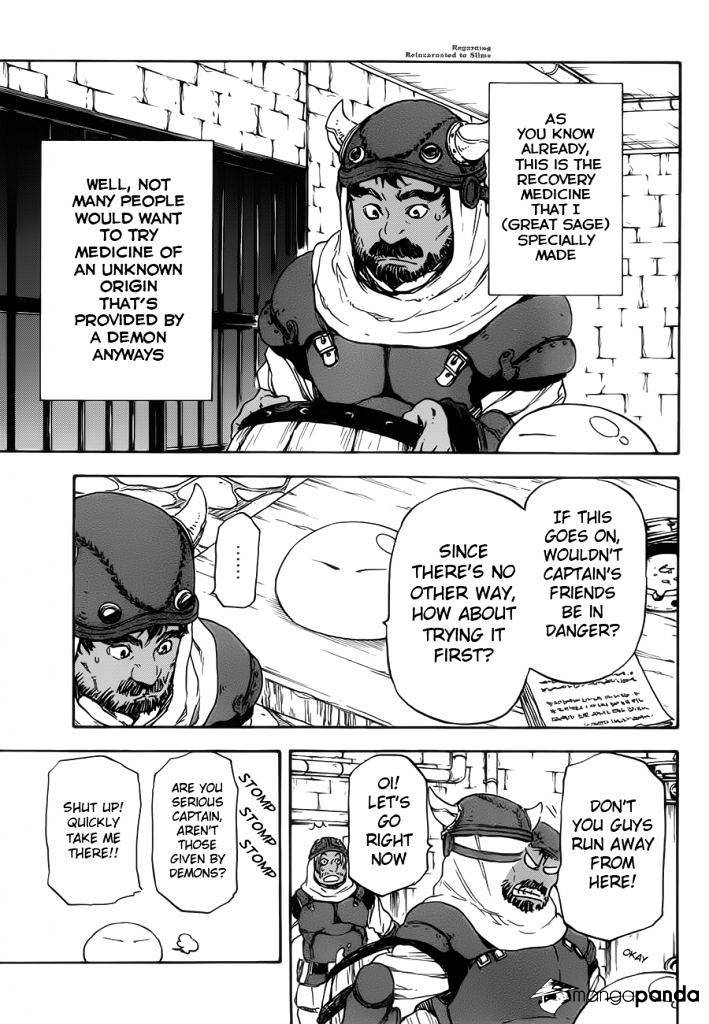 Regarding
Reincarnated to Slime
AS
YOU KNOW
ALREADY,
THIS IS THE
RECOVERY
MEDICINE
THAT I
(GREAT SAGE)
SPECIALLY
MADE
WELL, NOT
MANY PEOPLE
WOULD WANT
TO TRY
MEDICINE OF
AN UNKNOWN
ORIGIN
THAT'S
PROVIDED BY
A DEMON
ANYWAYS
IF THIS
GOES ON,
WOULDN'T
CAPTAIN'S
FRIENDS
BE IN
DANGER?
SINCE
THERE'S NO
OTHER WAY,
HOW ABOUT
TRYING IT
FIRST?
......
DON'T
YOU GUYS
RUN AWAY
FROM
HERE!
OI!
LET'S
GO
RIGHT
NOW
OKAY
STOMP
STOMP
STOMP
ARE YOU
SERIOUS
CAPTAIN,
AREN'T
THOSE
GIVEN BY
DEMONS?
SHUT UP!
QUICKLY
TAKE ME
THERE!!
mangapanda